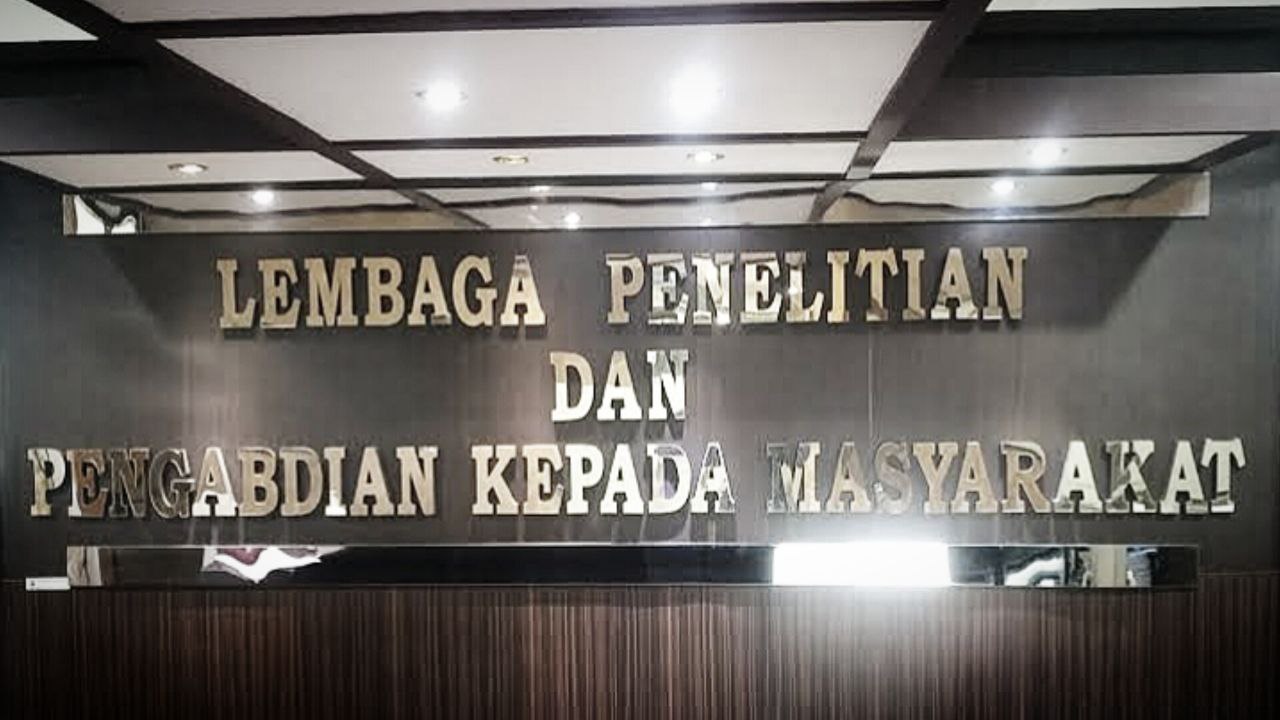 LEMBAGA PENELITIAN
DAN
PENGABDIAN KEPADA MASYARAKAT